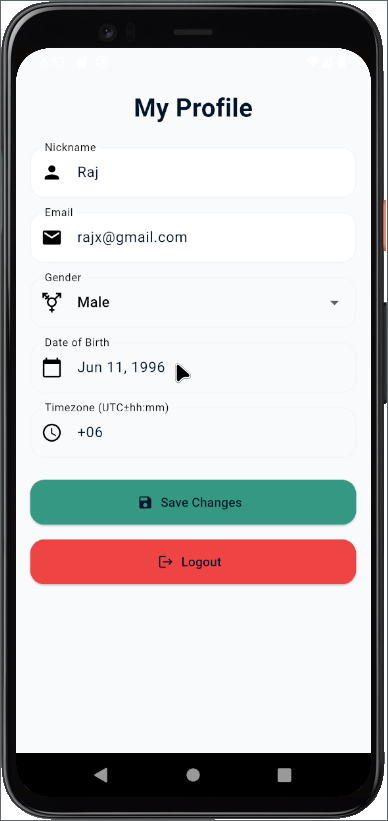 My Profile
Nickname
Raj
Email
rajx@gmail.com
Gender
Male
Date of Birth
Jun 11, 1996
Timezone (UTC±hh:mm)
+06
Save Changes
Logout